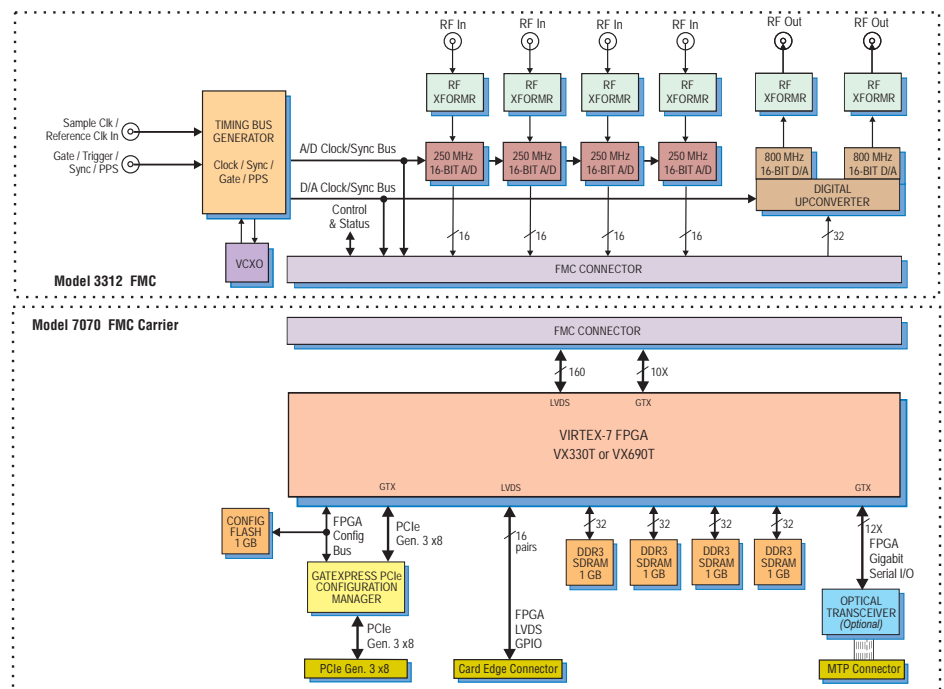 RF In
RF In
RF In
RF In
RF Out
RF Out
RF
XFORMR
RF
XFORMR
RF
XFORMR
RF
XFORMR
RF
XFORMR
RF
XFORMR
Sample Clk /
Reference Clk In
Gate / Trigger /
Sync / PPS
TIMING BUS
GENERATOR
Clock / Sync /
Gate / PPS
A/D Clock/Sync Bus
D/A Clock/Sync Bus
250 MHz
16-BIT A/D
250 MHz
16-BIT A/D
250 MHz
16-BIT A/D
250 MHz
16-BIT A/D
800 MHz
16-BIT D/A
800 MHz
16-BIT D/A
DIGITAL
UPCONVERTER
Control
& Status
16
16
16
16
32
VCXO
FMC CONNECTOR
Model 3312 FMC
Model 7070 FMC Carrier
FMC CONNECTOR
160
10X
LVDS
GTX
VIRTEX-7 FPGA
VX330T or VX690T
GTX
LVDS
GTX
CONFIG
FLASH
1 GB
FPGA
Config
Bus
PCIe
Gen. 3 x8
16
pairs
32
32
32
32
12X
FPGA
Gigabit
Serial I/O
DDR3
SDRAM
1 GB
DDR3
SDRAM
1 GB
DDR3
SDRAM
1 GB
DDR3
SDRAM
1 GB
GATEXPRESS PCIe
CONFIGURATION
MANAGER
PCIe
Gen. 3 x8
FPGA
LVDS
GPIO
OPTICAL
TRANSCEIVER
(Optional)
PCIe Gen. 3 x8
Card Edge Connector
MTP Connector